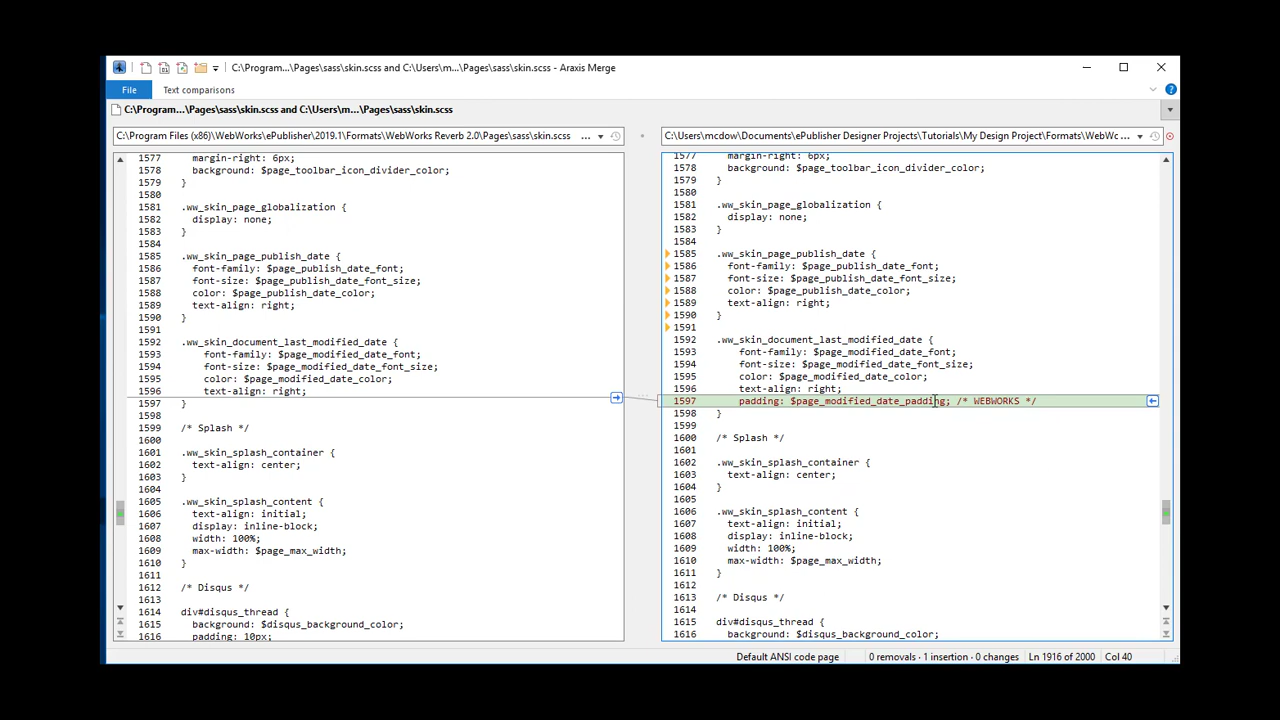 C:\Program...\Pages\sass\skin.scss and C:\Users\m...\Pages\sass\skin.scss - Araxis Merge
File Text comparisons
C:\Program...\Pages\sass\skin.scss and C:\Users\m...\Pages\sass\skin.scss
C:\Program Files (x86)\WebWorks\ePublisher\2019.1\Formats\WebWorks Reverb 2.0\Pages\sass\skin.scss ...
1577 margin-right: 6px;
1578 background: $page_toolbar_icon_divider_color;
1579 }
1580
1581 .ww_skin_page_globalization {
1582 display: none;
1583 }
1584
1585 .ww_skin_page_publish_date {
1586 font-family: $page_publish_date_font;
1587 font-size: $page_publish_date_font_size;
1588 color: $page_publish_date_color;
1589 text-align: right;
1590 }
1591
1592 .ww_skin_document_last_modified_date {
1593 font-family: $page_modified_date_font;
1594 font-size: $page_modified_date_font_size;
1595 color: $page_modified_date_color;
1596 text-align: right;
1597 }
1598
1599 /* Splash */
1600
1601 .ww_skin_splash_container {
1602 text-align: center;
1603 }
1604
1605 .ww_skin_splash_content {
1606 text-align: initial;
1607 display: inline-block;
1608 width: 100%;
1609 max-width: $page_max_width;
1610 }
1611
1612 /* Disqus */
1613
1614 div#disqus_thread {
1615 background: $disqus_background_color;
1616 padding: 10px;
C:\Users\mcdow\Documents\ePublisher Designer Projects\Tutorials\My Design Project\Formats\WebWc ...
1577 margin-right: 6px;
1578 background: $page_toolbar_icon_divider_color;
1579 }
1580
1581 .ww_skin_page_globalization {
1582 display: none;
1583 }
1584
1585 .ww_skin_page_publish_date {
1586 font-family: $page_publish_date_font;
1587 font-size: $page_publish_date_font_size;
1588 color: $page_publish_date_color;
1589 text-align: right;
1590 }
1591
1592 .ww_skin_document_last_modified_date {
1593 font-family: $page_modified_date_font;
1594 font-size: $page_modified_date_font_size;
1595 color: $page_modified_date_color;
1596 text-align: right;
1597 padding: $page_modified_date_padding; /* WEBWORKS */
1598 }
1599
1600 /* Splash */
1601
1602 .ww_skin_splash_container {
1603 text-align: center;
1604 }
1605
1606 .ww_skin_splash_content {
1607 text-align: initial;
1608 display: inline-block;
1609 width: 100%;
1610 max-width: $page_max_width;
1611 }
1612
1613 /* Disqus */
1614
1615 div#disqus_thread {
1616 background: $disqus_background_color;
Default ANSI code page 0 removals · 1 insertion · 0 changes Ln 1916 of 2000 Col 40